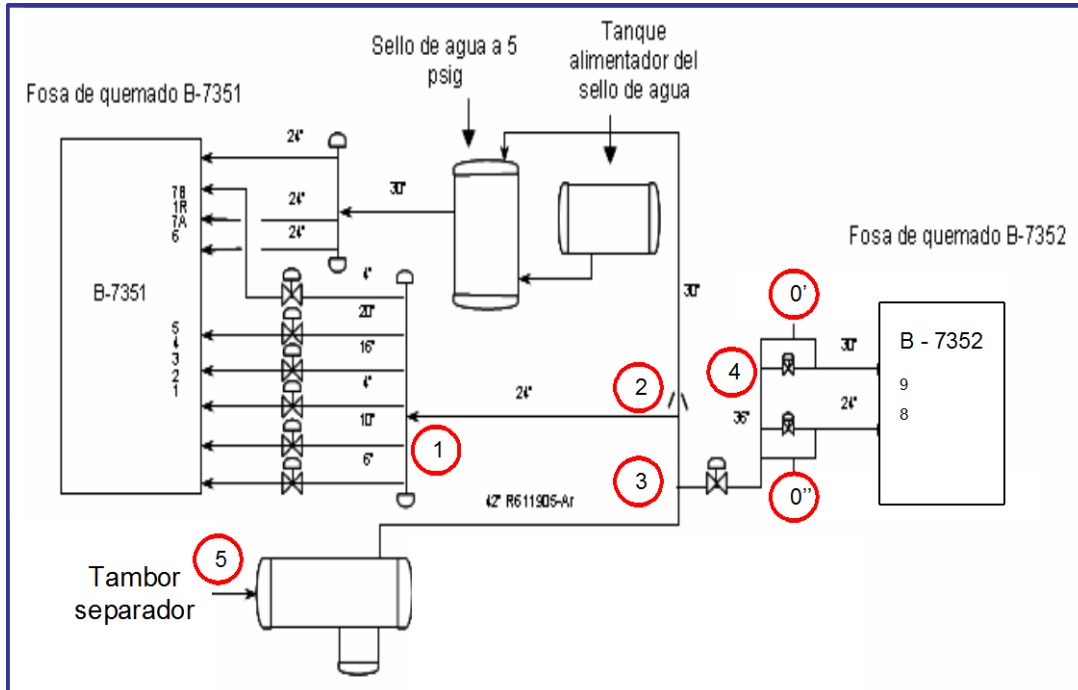 Fosa de quemado B-7351
Sello de agua a 5
psig
Tanque
alimentador del
sello de agua
24"
7B
1R
7A
6
24"
24"
30"
B-7351
5
4
3
2
1
4"
20"
16"
4"
10"
6"
1
24"
2
30"
3
42" R611905-Ar
5
Tambor
separador
Fosa de quemado B-7352
0'
4
36"
30"
24"
0''
B - 7352
9
8